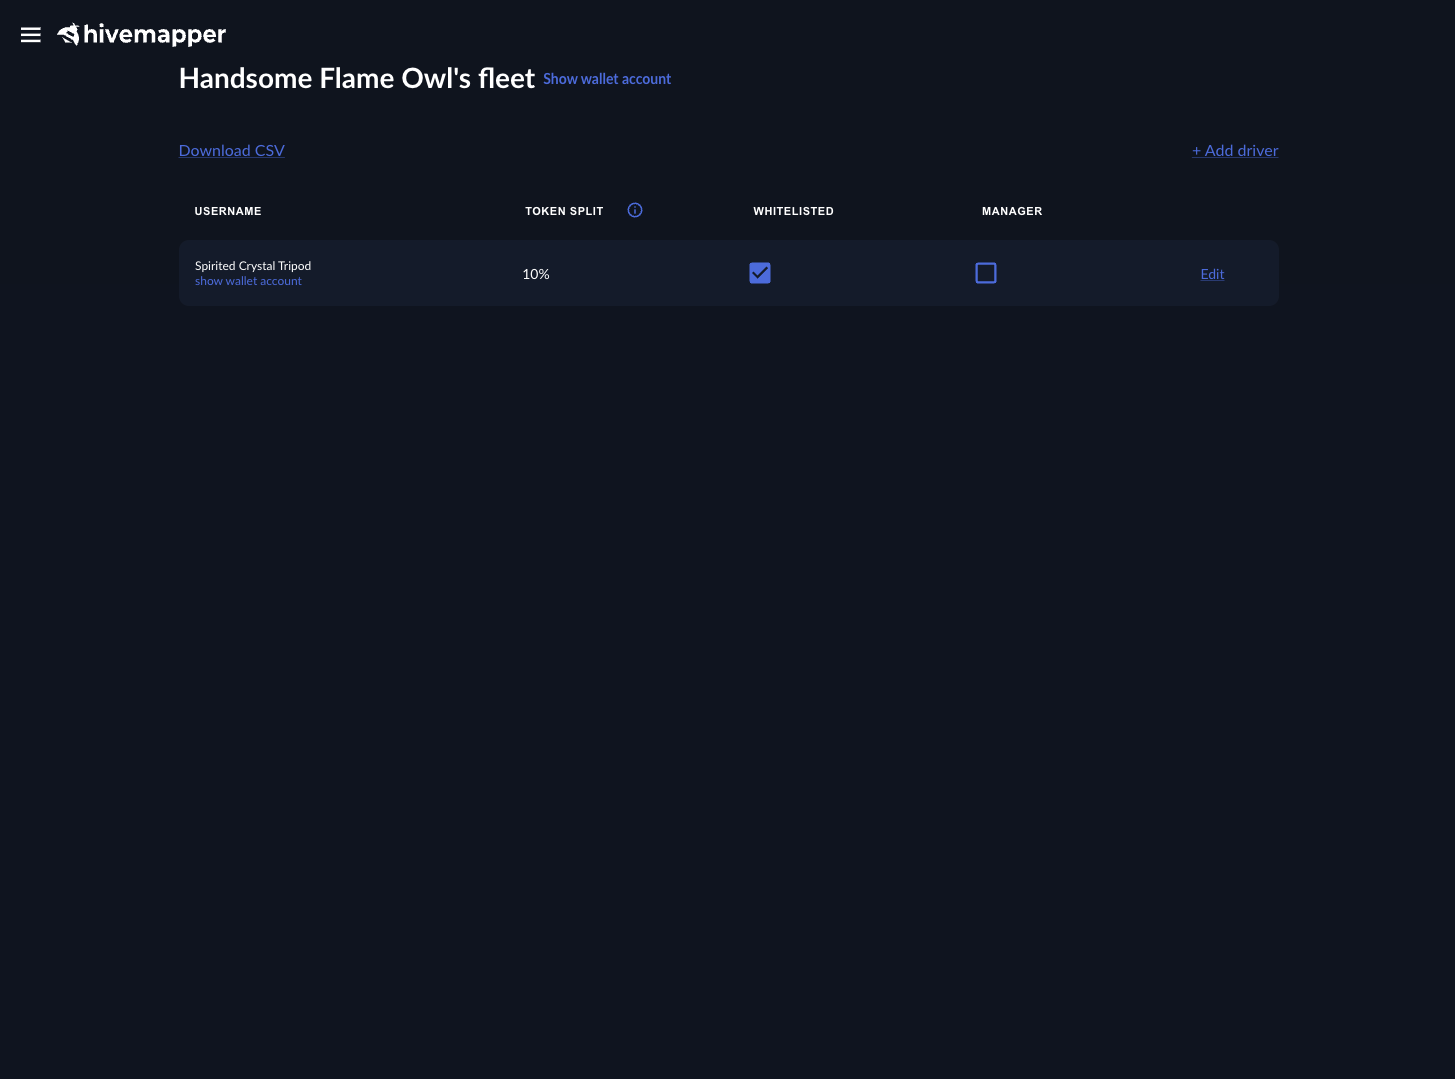 hivemapper
Handsome Flame Owl's fleet Show wallet account
Download CSV + Add driver
USERNAME TOKEN SPLIT WHITELISTED MANAGER
Spirited Crystal Tripod
show wallet account
10% Edit